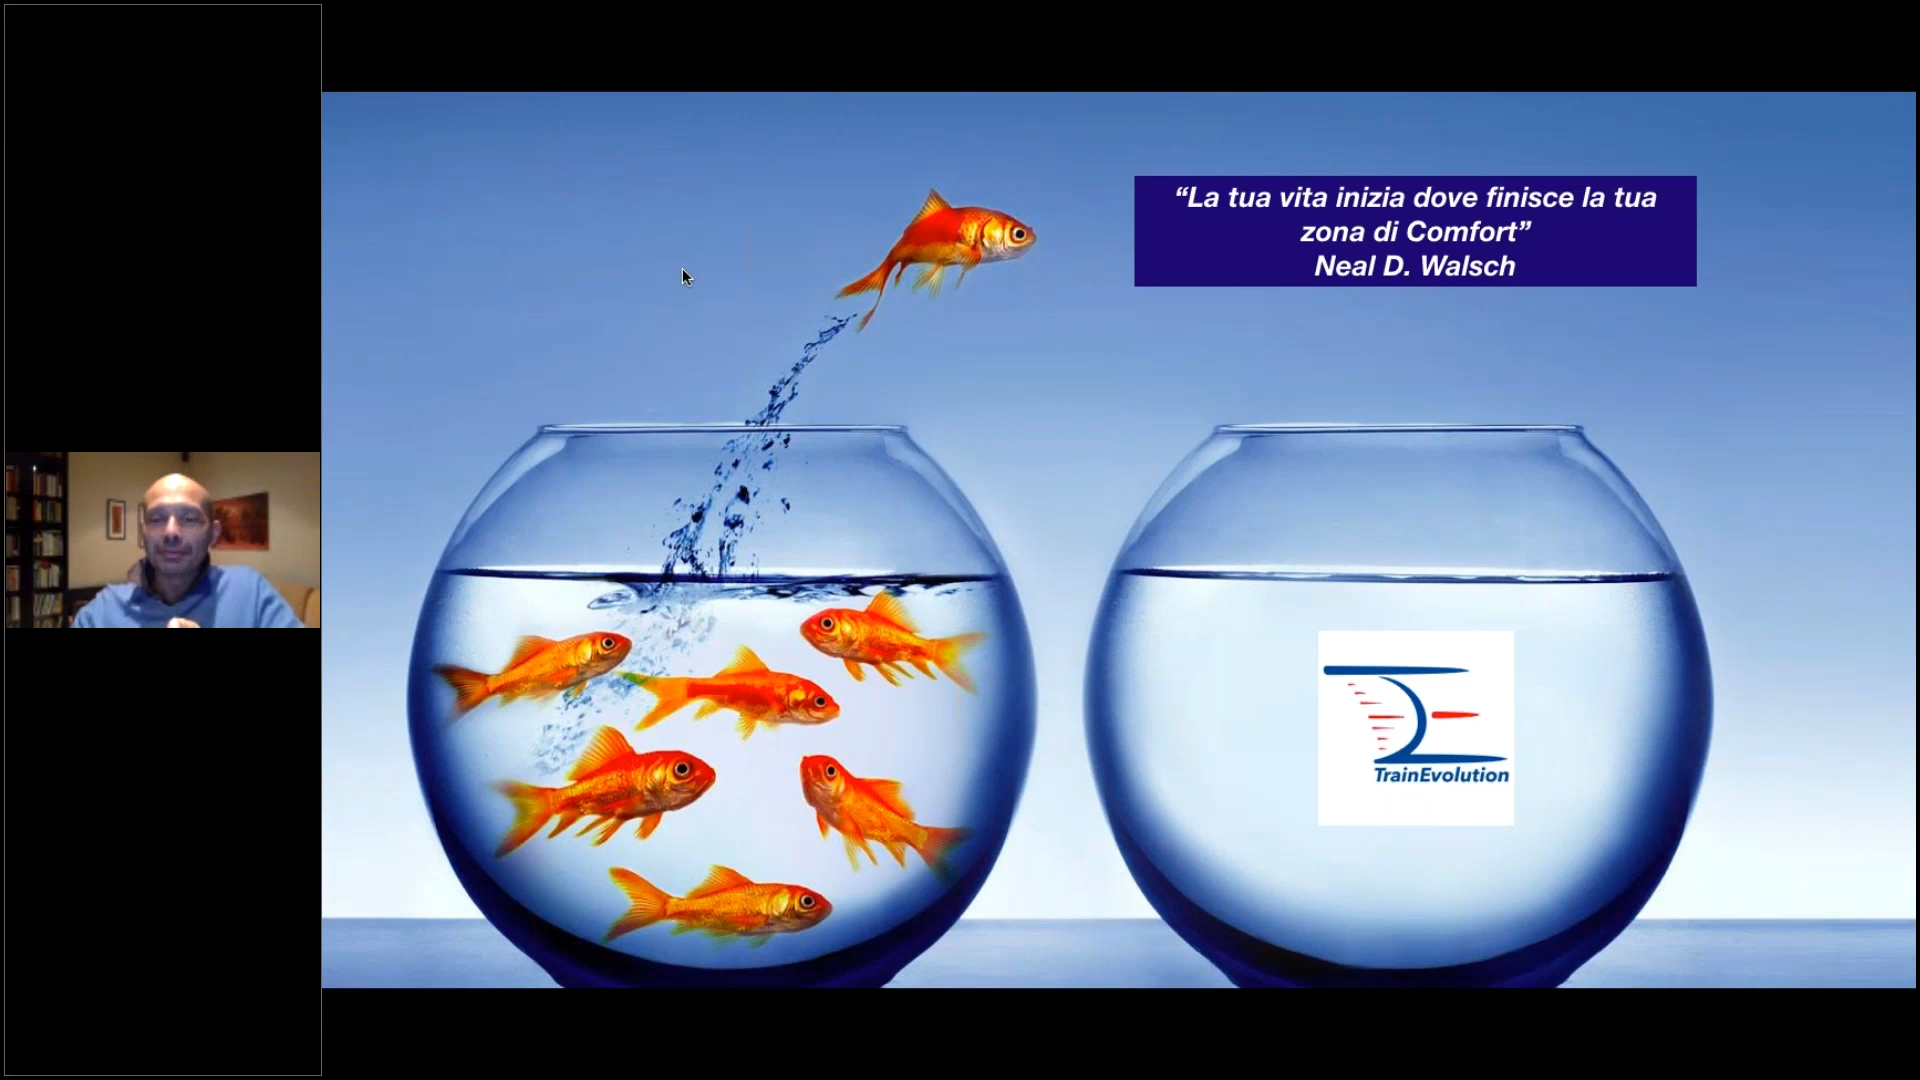 “La tua vita inizia dove finisce la tua
zona di Comfort”
Neal D. Walsch
TrainEvolution